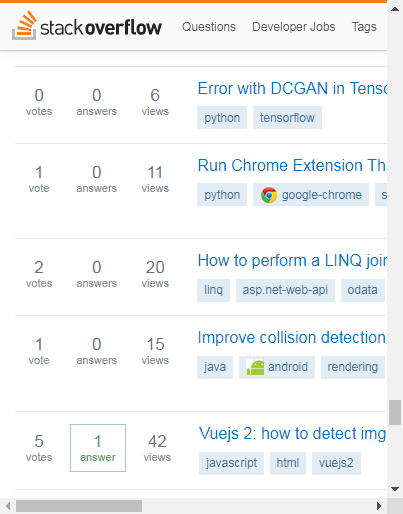 stackoverflow Questions Developer Jobs Tags
0 votes 0 answers 6 views
Error with DCGAN in Tenso
python tensorflow
1 vote 0 answers 11 views
Run Chrome Extension Th
python google-chrome s
2 votes 0 answers 20 views
How to perform a LINQ join
linq asp.net-web-api odata
1 vote 0 answers 15 views
Improve collision detection
java android rendering
5 votes 1 answer 42 views
Vuejs 2: how to detect img
javascript html vuejs2